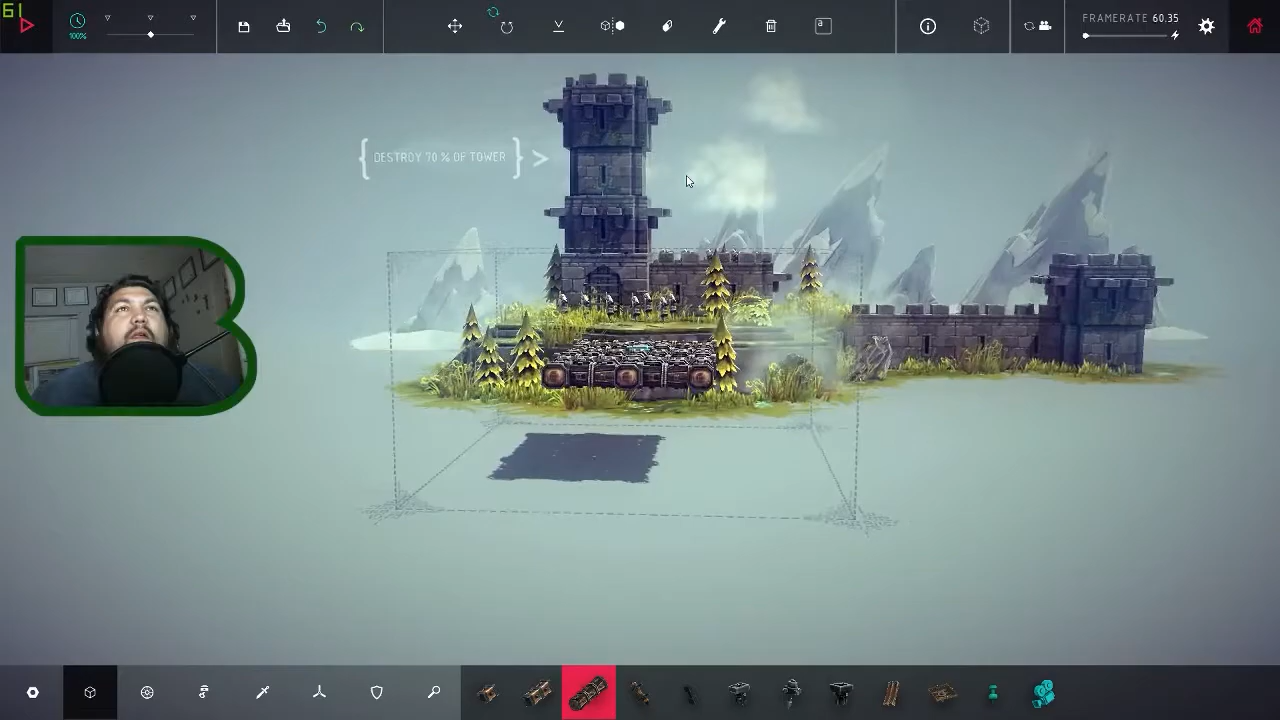 61
100%
a
FRAMERATE 60.35
{ DESTROY 70 % OF TOWER } >